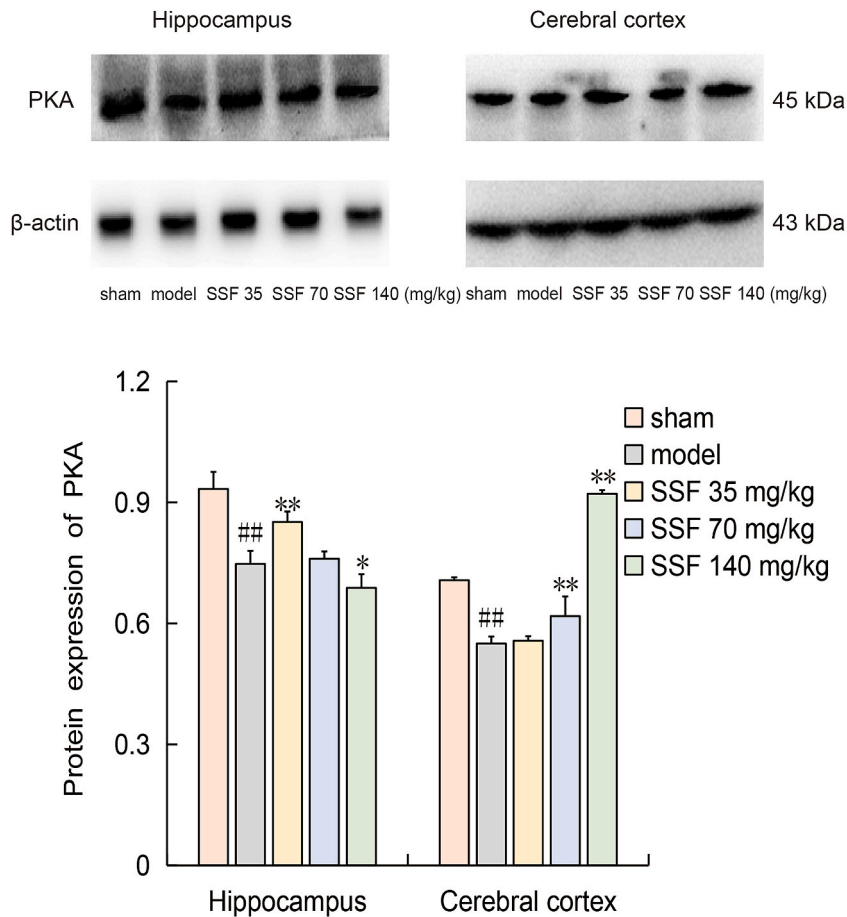 Hippocampus Cerebral cortex
PKA 45 kDa
β-actin 43 kDa
sham model SSF 35 SSF 70 SSF 140 (mg/kg) sham model SSF 35 SSF 70 SSF 140 (mg/kg)
Protein expression of PKA
1.2
0.9
0.6
0.3
0
## ** *
## ** **
sham
model
SSF 35 mg/kg
SSF 70 mg/kg
SSF 140 mg/kg
Hippocampus Cerebral cortex